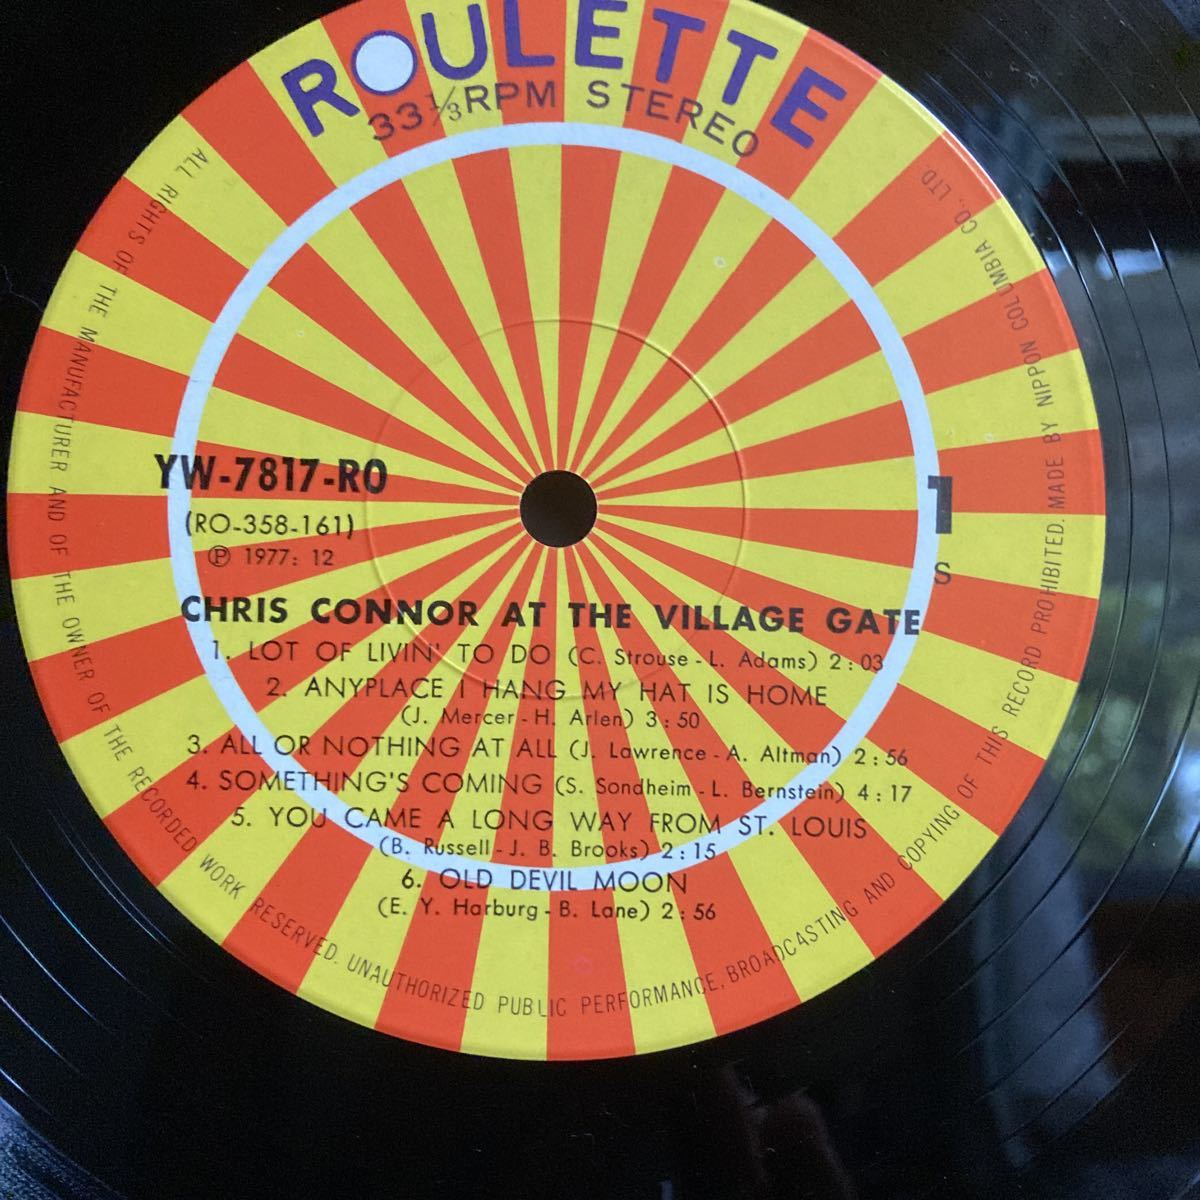 ROULETTE
33⅓RPM STEREO
YW-7817-RO
(RO-358-161)
Ⓟ 1977: 12
1
S
CHRIS CONNOR AT THE VILLAGE GATE
1. LOT OF LIVIN' TO DO (C. Strouse - L. Adams) 2:03
2. ANYPLACE I HANG MY HAT IS HOME
(J. Mercer - H. Arlen) 3:50
3. ALL OR NOTHING AT ALL (J. Lawrence - A. Altman) 2:56
4. SOMETHING'S COMING (S. Sondheim - L. Bernstein) 4:17
5. YOU CAME A LONG WAY FROM ST. LOUIS
(B. Russell - J. B. Brooks) 2:15
6. OLD DEVIL MOON
(E. Y. Harburg - B. Lane) 2:56
ALL RIGHTS OF THE MANUFACTURER AND OF THE OWNER OF THE RECORDED WORK RESERVED. UNAUTHORIZED PUBLIC PERFORMANCE, BROADCASTING AND COPYING OF THIS RECORD PROHIBITED. MADE BY NIPPON COLUMBIA CO., LTD.